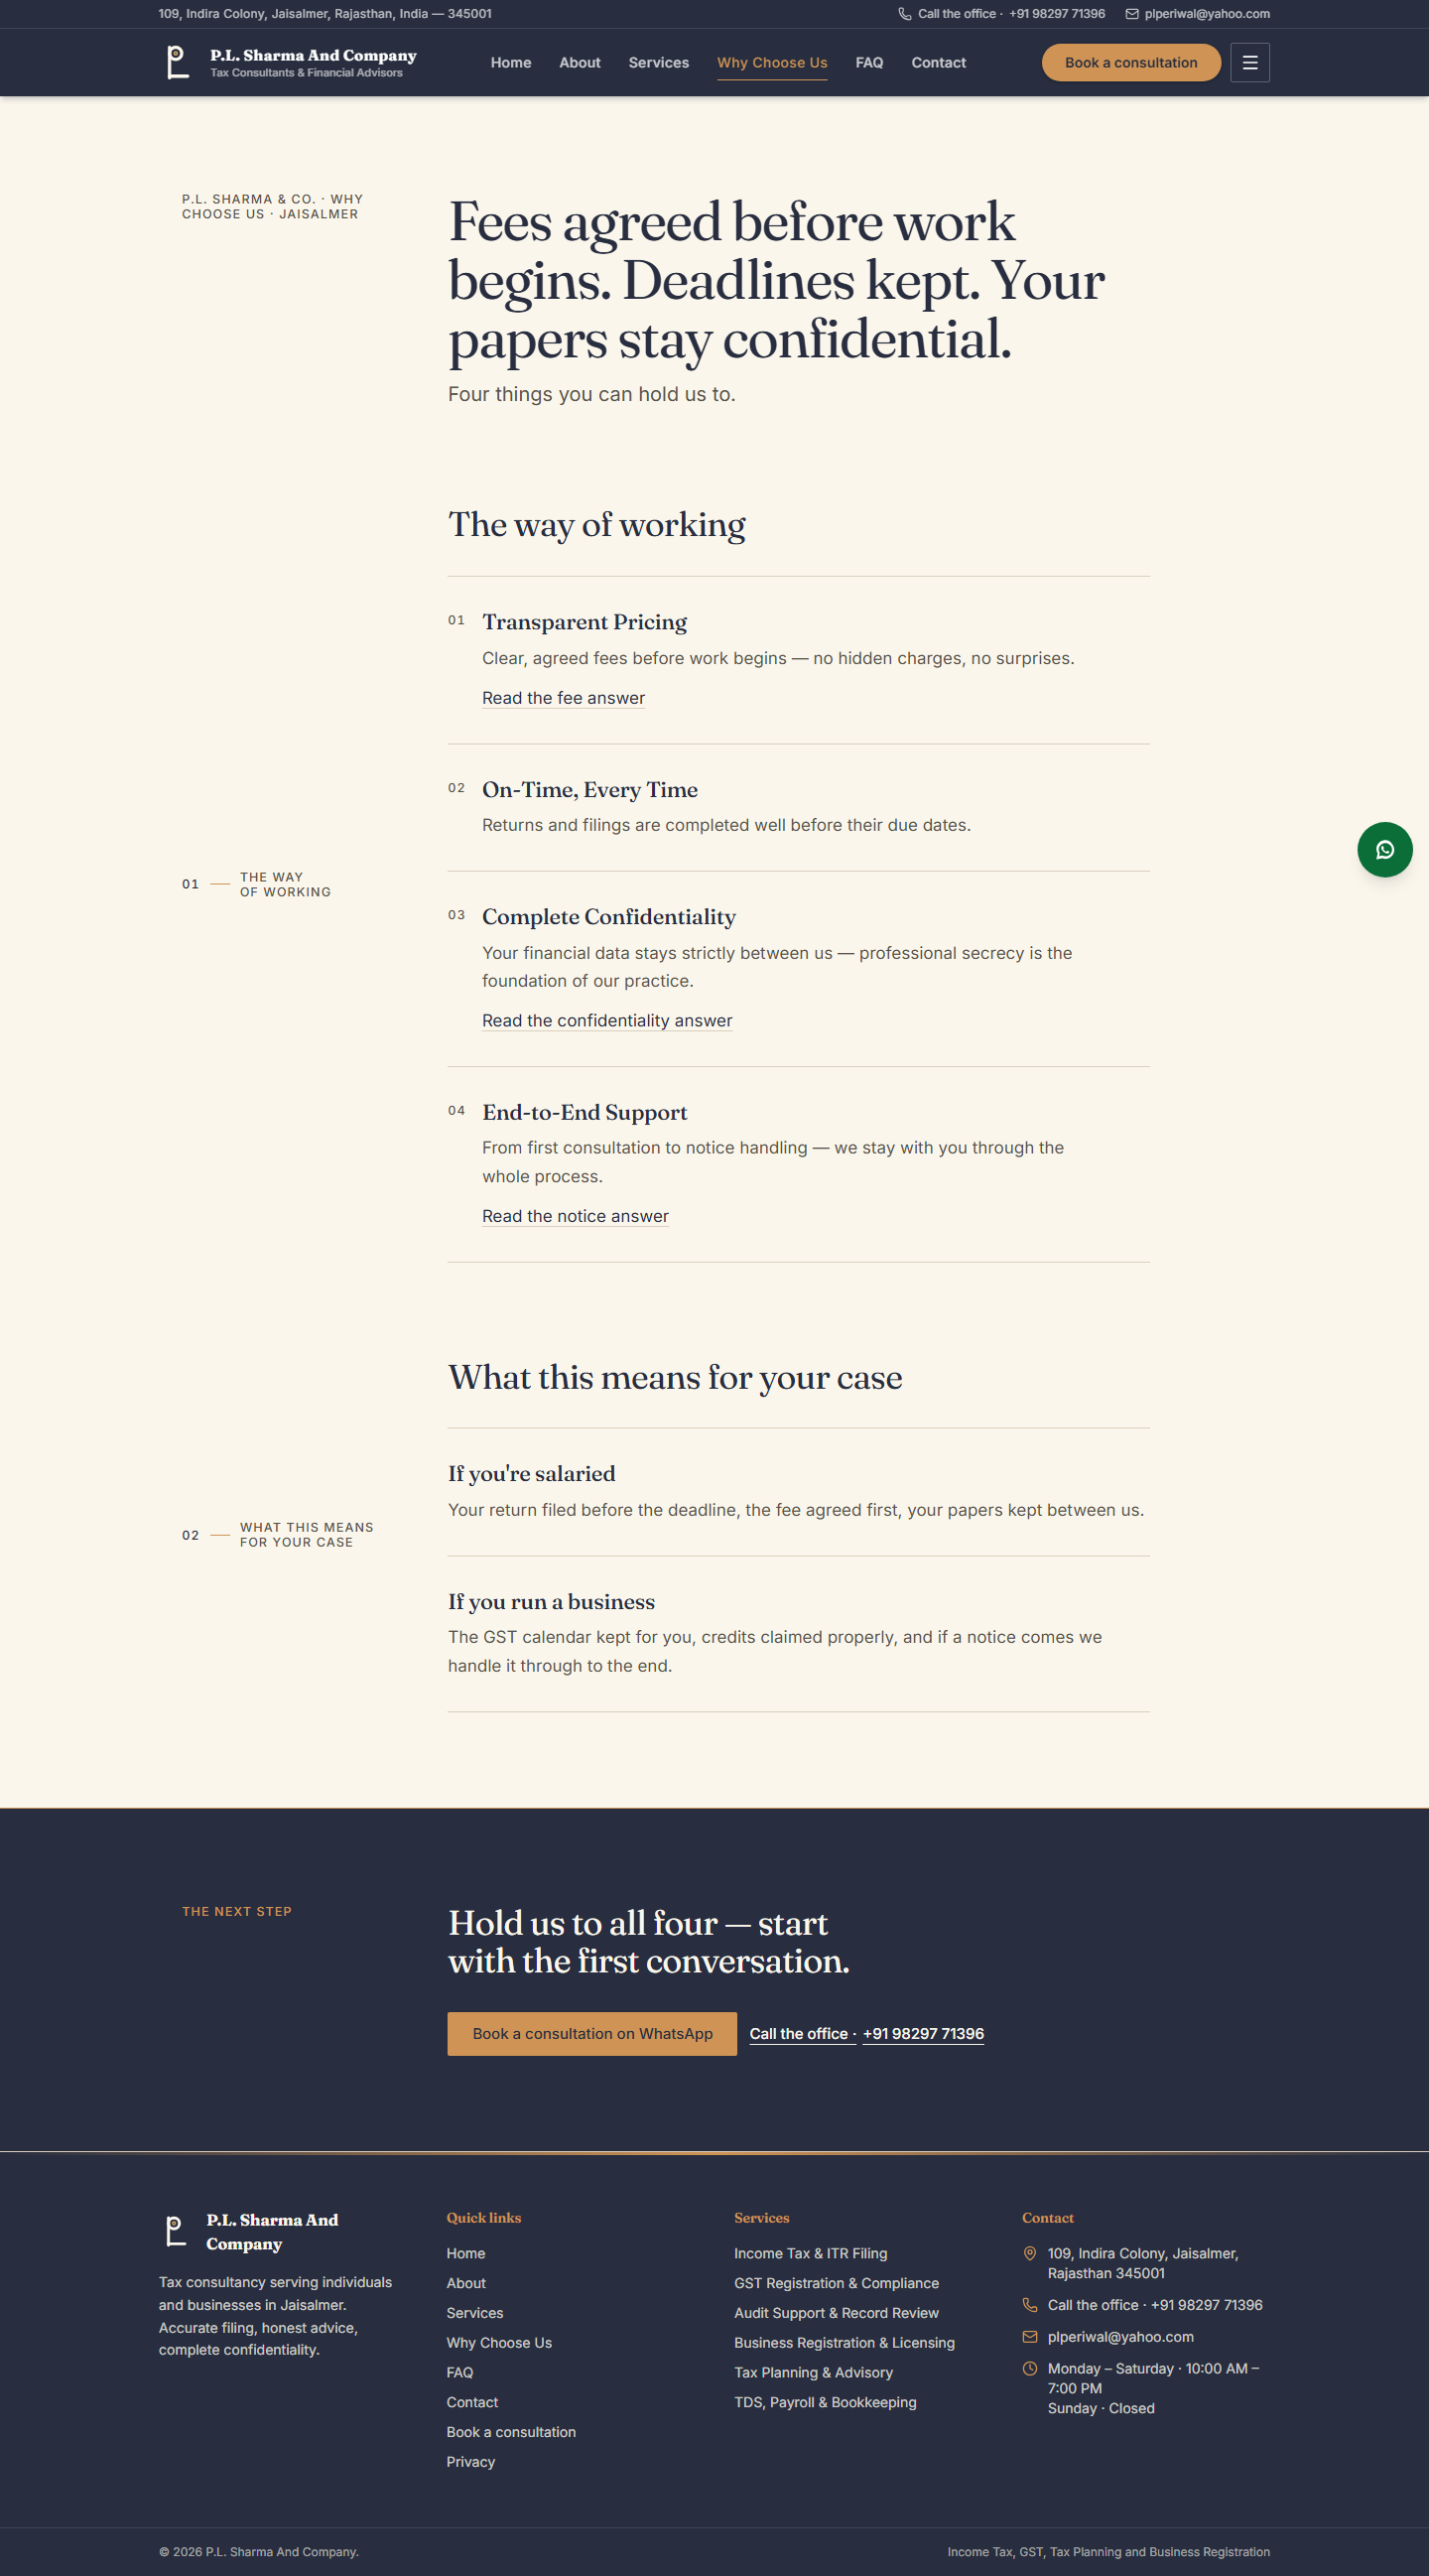 109, Indira Colony, Jaisalmer, Rajasthan, India — 345001
Call the office · +91 98297 71396
plperiwal@yahoo.com
P.L. Sharma And Company
Tax Consultants & Financial Advisors
Home
About
Services
Why Choose Us
FAQ
Contact
Book a consultation
P.L. SHARMA & CO. · WHY
CHOOSE US · JAISALMER
Fees agreed before work
begins. Deadlines kept. Your
papers stay confidential.
Four things you can hold us to.
01
THE WAY
OF WORKING
The way of working
01
Transparent Pricing
Clear, agreed fees before work begins — no hidden charges, no surprises.
Read the fee answer
02
On-Time, Every Time
Returns and filings are completed well before their due dates.
03
Complete Confidentiality
Your financial data stays strictly between us — professional secrecy is the
foundation of our practice.
Read the confidentiality answer
04
End-to-End Support
From first consultation to notice handling — we stay with you through the
whole process.
Read the notice answer
02
WHAT THIS MEANS
FOR YOUR CASE
What this means for your case
If you're salaried
Your return filed before the deadline, the fee agreed first, your papers kept between us.
If you run a business
The GST calendar kept for you, credits claimed properly, and if a notice comes we
handle it through to the end.
THE NEXT STEP
Hold us to all four — start
with the first conversation.
Book a consultation on WhatsApp
Call the office · +91 98297 71396
P.L. Sharma And
Company
Tax consultancy serving individuals
and businesses in Jaisalmer.
Accurate filing, honest advice,
complete confidentiality.
Quick links
Home
About
Services
Why Choose Us
FAQ
Contact
Book a consultation
Privacy
Services
Income Tax & ITR Filing
GST Registration & Compliance
Audit Support & Record Review
Business Registration & Licensing
Tax Planning & Advisory
TDS, Payroll & Bookkeeping
Contact
109, Indira Colony, Jaisalmer,
Rajasthan 345001
Call the office · +91 98297 71396
plperiwal@yahoo.com
Monday – Saturday · 10:00 AM –
7:00 PM
Sunday · Closed
© 2026 P.L. Sharma And Company.
Income Tax, GST, Tax Planning and Business Registration